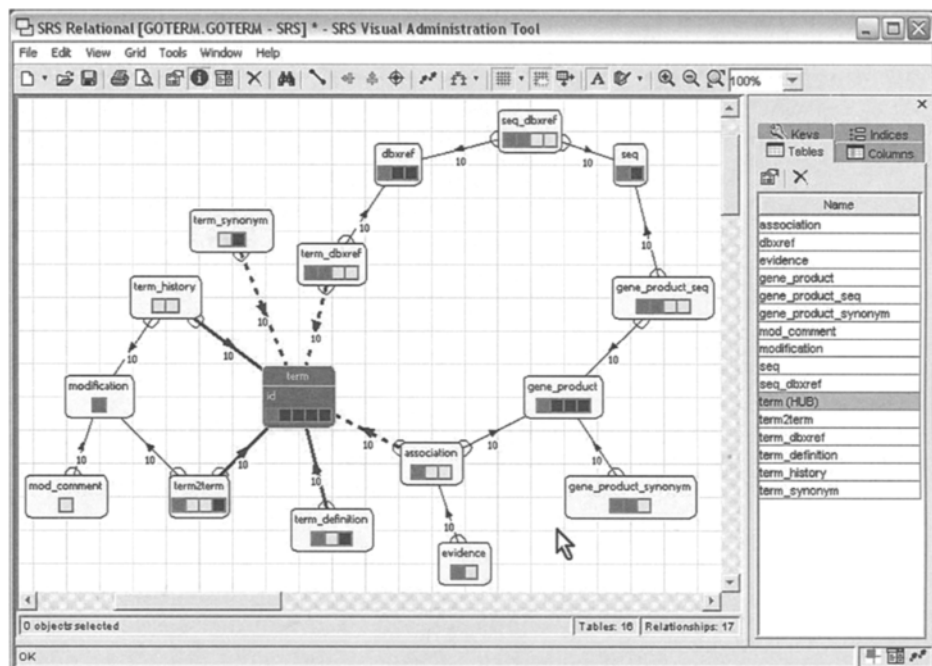 SRS Relational [GOTERM.GOTERM - SRS] * - SRS Visual Administration Tool
File Edit View Grid Tools Window Help
100%
seq_dbxref
dbxref
10
10
seq
term_synonym
10
term_dbxref
10
term_history
10
gene_product_seq
10
10
10
10
10
term
id
modification
gene_product
10
10
association
10
10
10
10
10
mod_comment
term2term
term_definition
gene_product_synonym
10
evidence
0 objects selected
Tables: 16
Relationships: 17
OK
Keys
Indices
Tables
Columns
Name
association
dbxref
evidence
gene_product
gene_product_seq
gene_product_synonym
mod_comment
modification
seq
seq_dbxref
term (HUB)
term2term
term_dbxref
term_definition
term_history
term_synonym